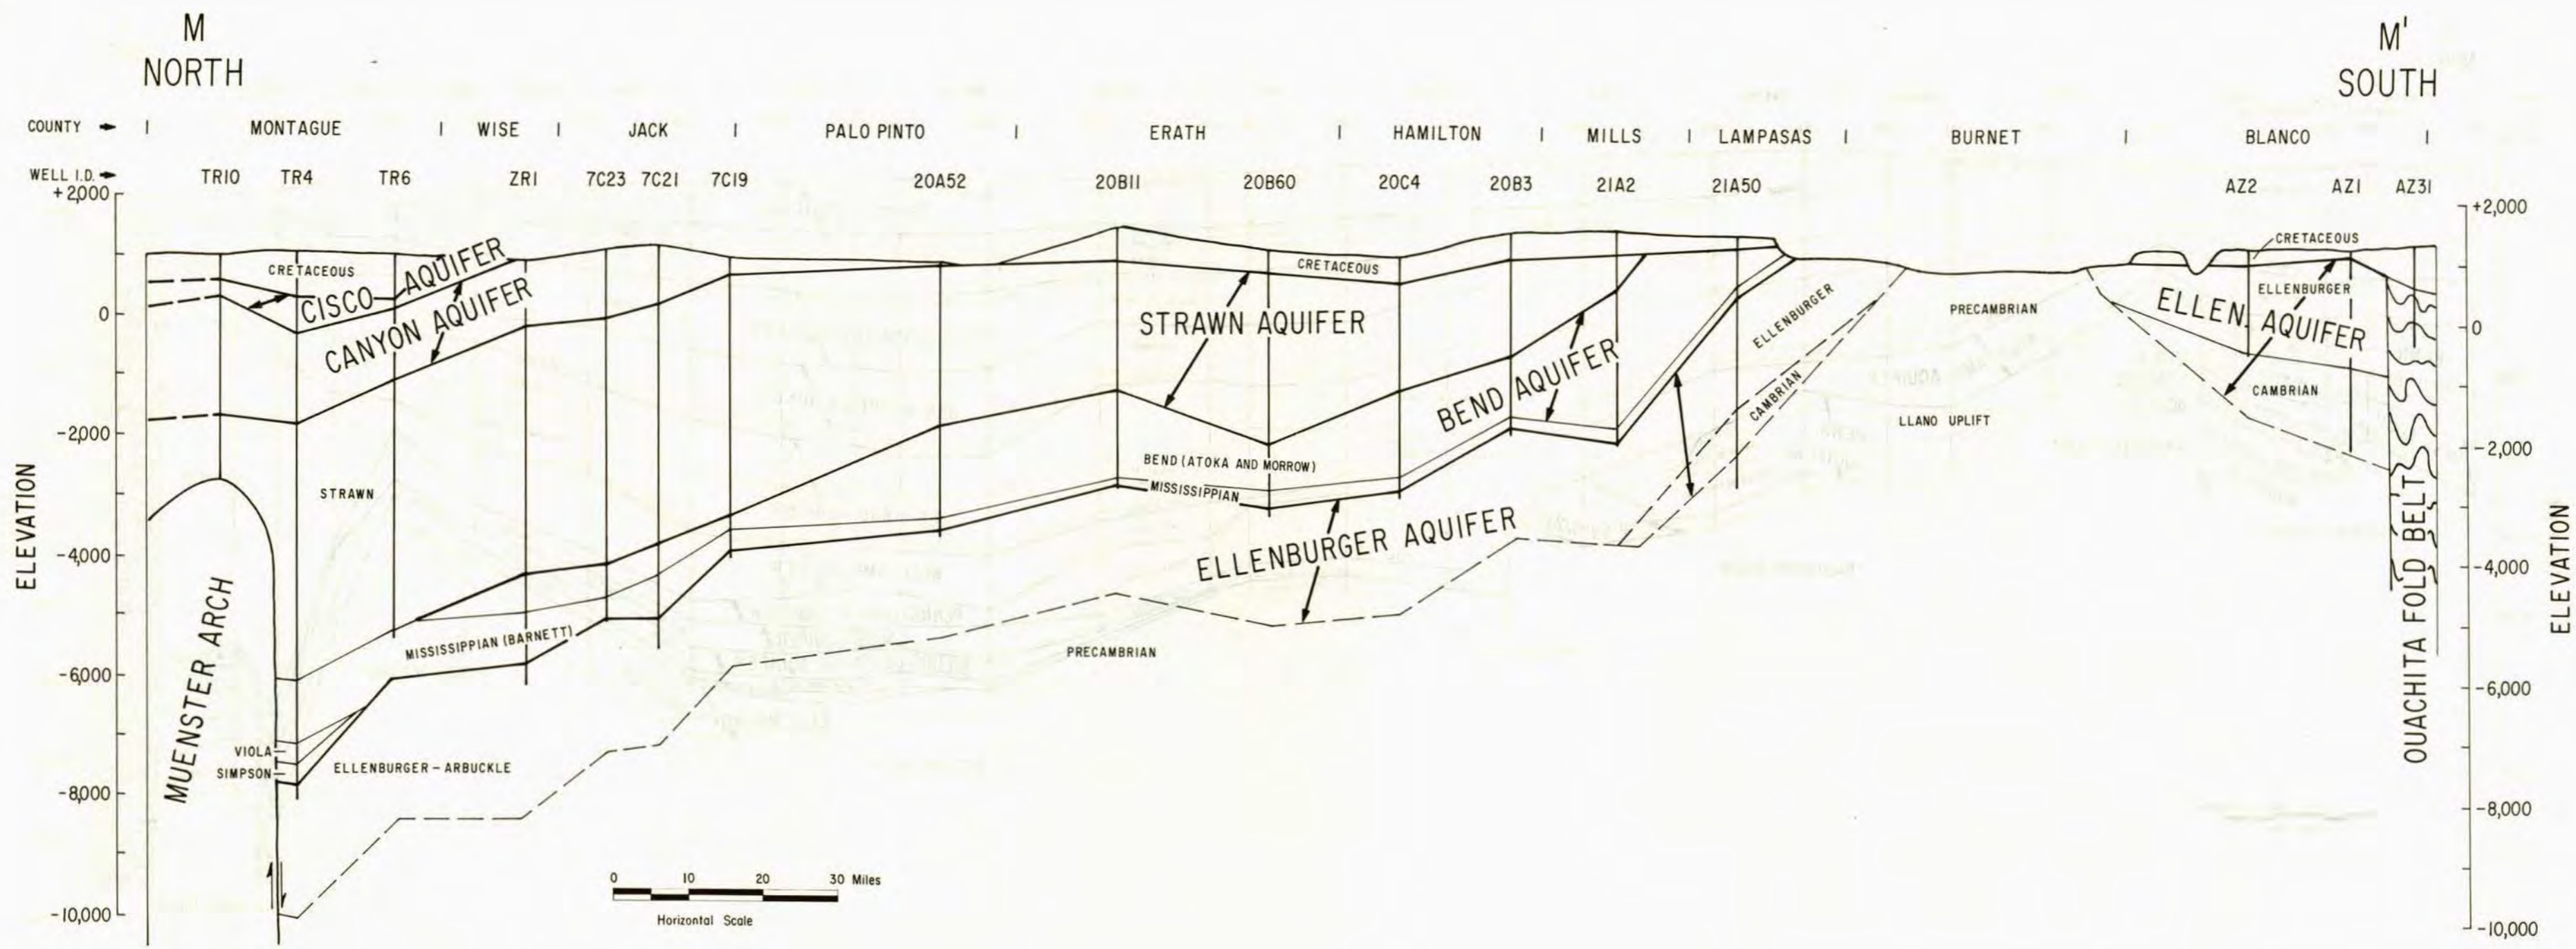 M
NORTH
M'
SOUTH
COUNTY
MONTAGUE
WISE
JACK
PALO PINTO
ERATH
HAMILTON
MILLS
LAMPASAS
BURNET
BLANCO
WELL I.D.
TR10
TR4
TR6
ZR1
7C23
7C21
7C19
20A52
20B11
20B60
20C4
20B3
21A2
21A50
AZ2
AZ1
AZ31
+2,000
0
-2,000
-4,000
-6,000
-8,000
-10,000
ELEVATION
CRETACEOUS
CISCO AQUIFER
CANYON AQUIFER
STRAWN
MUENSTER ARCH
VIOLA
SIMPSON
MISSISSIPPIAN (BARNETT)
ELLENBURGER – ARBUCKLE
STRAWN AQUIFER
CRETACEOUS
BEND (ATOKA AND MORROW)
MISSISSIPPIAN
BEND AQUIFER
ELLENBURGER AQUIFER
PRECAMBRIAN
ELLENBURGER
CAMBRIAN
PRECAMBRIAN
LLANO UPLIFT
CRETACEOUS
ELLENBURGER
ELLEN. AQUIFER
CAMBRIAN
OUACHITA FOLD BELT
+2,000
0
-2,000
-4,000
-6,000
-8,000
-10,000
ELEVATION
0 10 20 30 Miles
Horizontal Scale